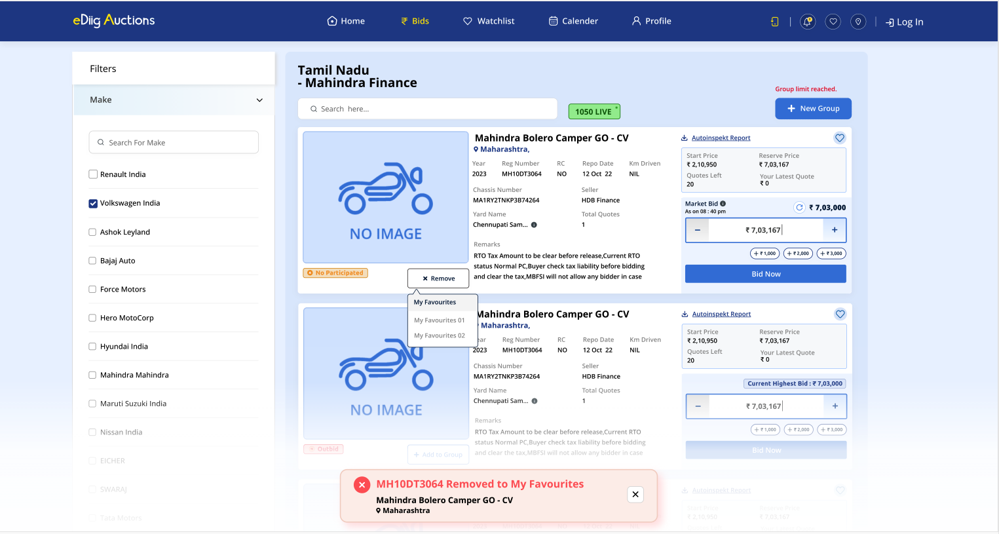 eDiig Auctions
Home
Bids
Watchlist
Calender
Profile
Log In
Filters
Make
Search For Make
Renault India
Volkswagen India
Ashok Leyland
Bajaj Auto
Force Motors
Hero MotoCorp
Hyundai India
Mahindra Mahindra
Maruti Suzuki India
Nissan India
EICHER
SWARAJ
Tata Motors
Tamil Nadu
- Mahindra Finance
Group limit reached.
Search here...
1050 LIVE
New Group
NO IMAGE
No Participated
Remove
My Favourites
My Favourites 01
My Favourites 02
Mahindra Bolero Camper GO - CV
Maharashtra,
Year Reg Number RC Repo Date Km Driven
2023 MH10DT3064 NO 12 Oct 22 NIL
Chassis Number Seller
MA1RY2TNKP3B74264 HDB Finance
Yard Name Total Quotes
Chennupati Sam... 1
Remarks
RTO Tax Amount to be clear before release,Current RTO
status Normal PC,Buyer check tax liability before bidding
and clear the tax,MBFSI will not allow any bidder in case
Autoinspekt Report
Start Price Reserve Price
₹ 2,10,950 ₹ 7,03,167
Quotes Left Your Latest Quote
20 ₹ 0
Market Bid
As on 08 : 40 pm
₹ 7,03,000
− ₹ 7,03,167 +
+ ₹ 1,000 + ₹ 2,000 + ₹ 3,000
Bid Now
NO IMAGE
Outbid
+ Add to Group
Mahindra Bolero Camper GO - CV
Maharashtra,
Year Reg Number RC Repo Date Km Driven
2023 MH10DT3064 NO 12 Oct 22 NIL
Chassis Number Seller
MA1RY2TNKP3B74264 HDB Finance
Yard Name Total Quotes
Chennupati Sam... 1
Remarks
RTO Tax Amount to be clear before release,Current RTO
status Normal PC,Buyer check tax liability before bidding
and clear the tax,MBFSI will not allow any bidder in case
Autoinspekt Report
Start Price Reserve Price
₹ 2,10,950 ₹ 7,03,167
Quotes Left Your Latest Quote
20 ₹ 0
Current Highest Bid : ₹ 7,03,000
− ₹ 7,03,167 +
+ ₹ 1,000 + ₹ 2,000 + ₹ 3,000
Bid Now
Autoinspekt Report
Start Price Reserve Price
₹ 2,10,950 ₹ 7,03,167
MH10DT3064 Removed to My Favourites
Mahindra Bolero Camper GO - CV
Maharashtra
2023 MH10DT3064 NO 12 Oct 22 NIL